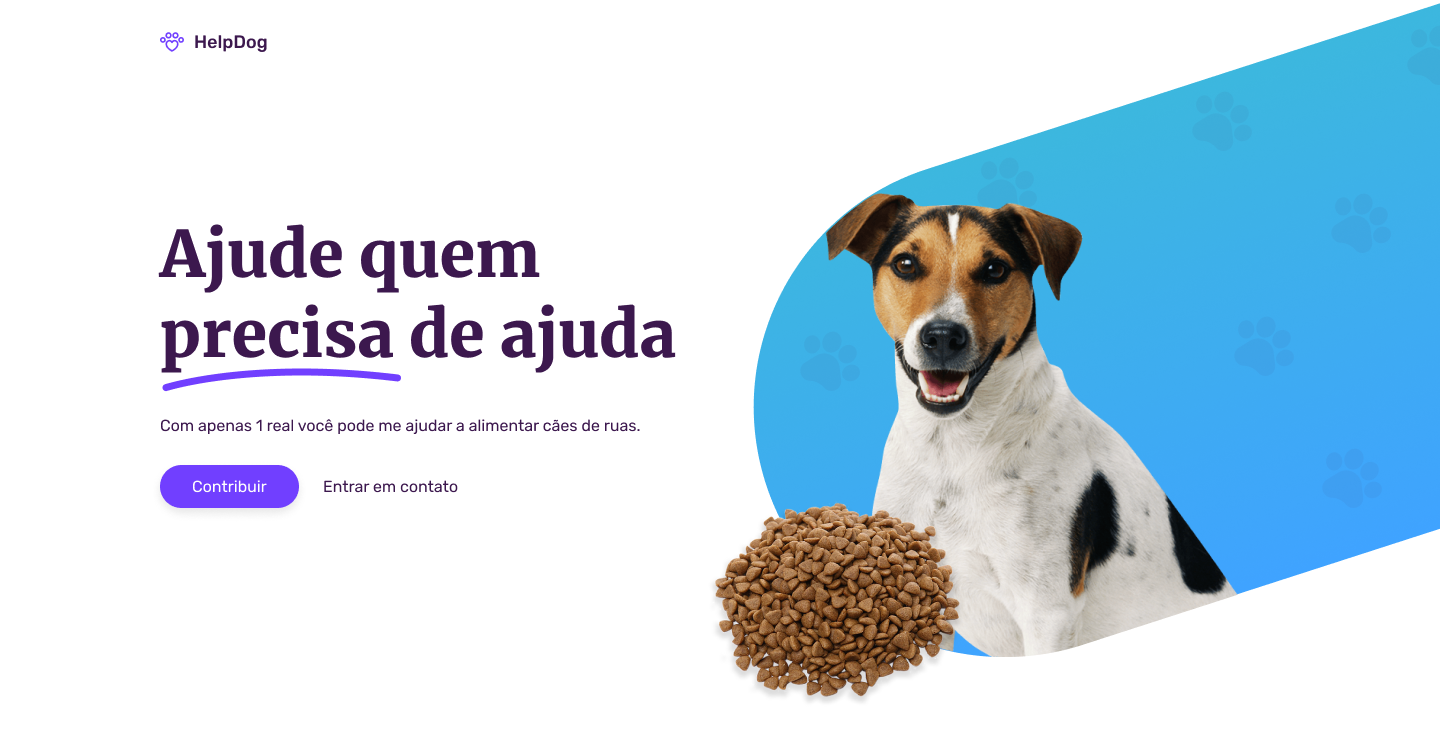 HelpDog
Ajude quem
precisa de ajuda
Com apenas 1 real você pode me ajudar a alimentar cães de ruas.
Contribuir
Entrar em contato